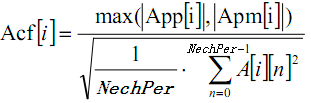 Acf[i] = max(|App[i]|,|Apm[i]|) / √(1/NechPer · ∑_{n=0}^{NechPer-1} A[i][n]²)